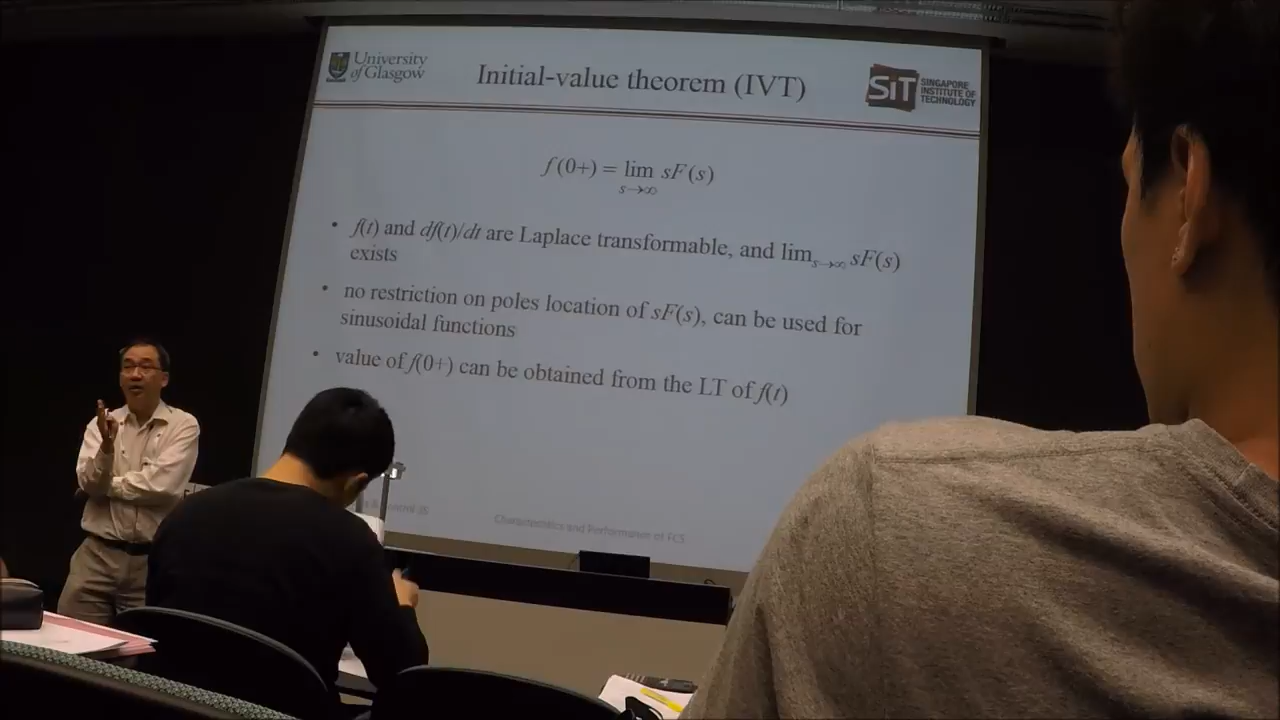 University
of Glasgow
Initial-value theorem (IVT)
SiT
SINGAPORE
INSTITUTE OF
TECHNOLOGY
f(0+) = lim sF(s)
s→∞
• f(t) and df(t)/dt are Laplace transformable, and lims→∞ sF(s)
exists
• no restriction on poles location of sF(s), can be used for
sinusoidal functions
• value of f(0+) can be obtained from the LT of f(t)
Characteristics and Performance of FCS